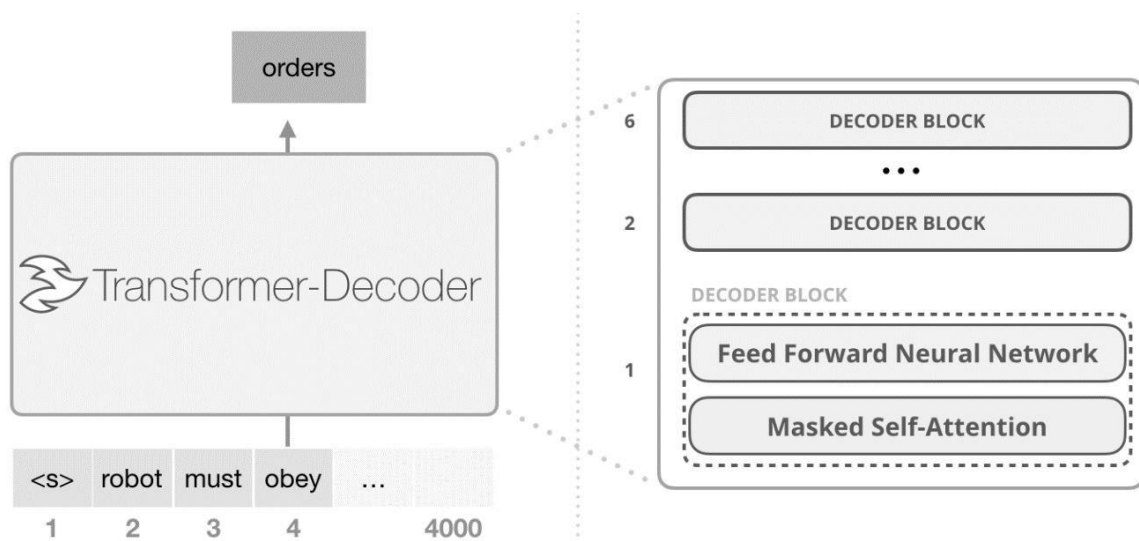 orders
Transformer-Decoder
<s> robot must obey ...
1 2 3 4 4000
6 DECODER BLOCK
...
2 DECODER BLOCK
DECODER BLOCK
Feed Forward Neural Network
1
Masked Self-Attention